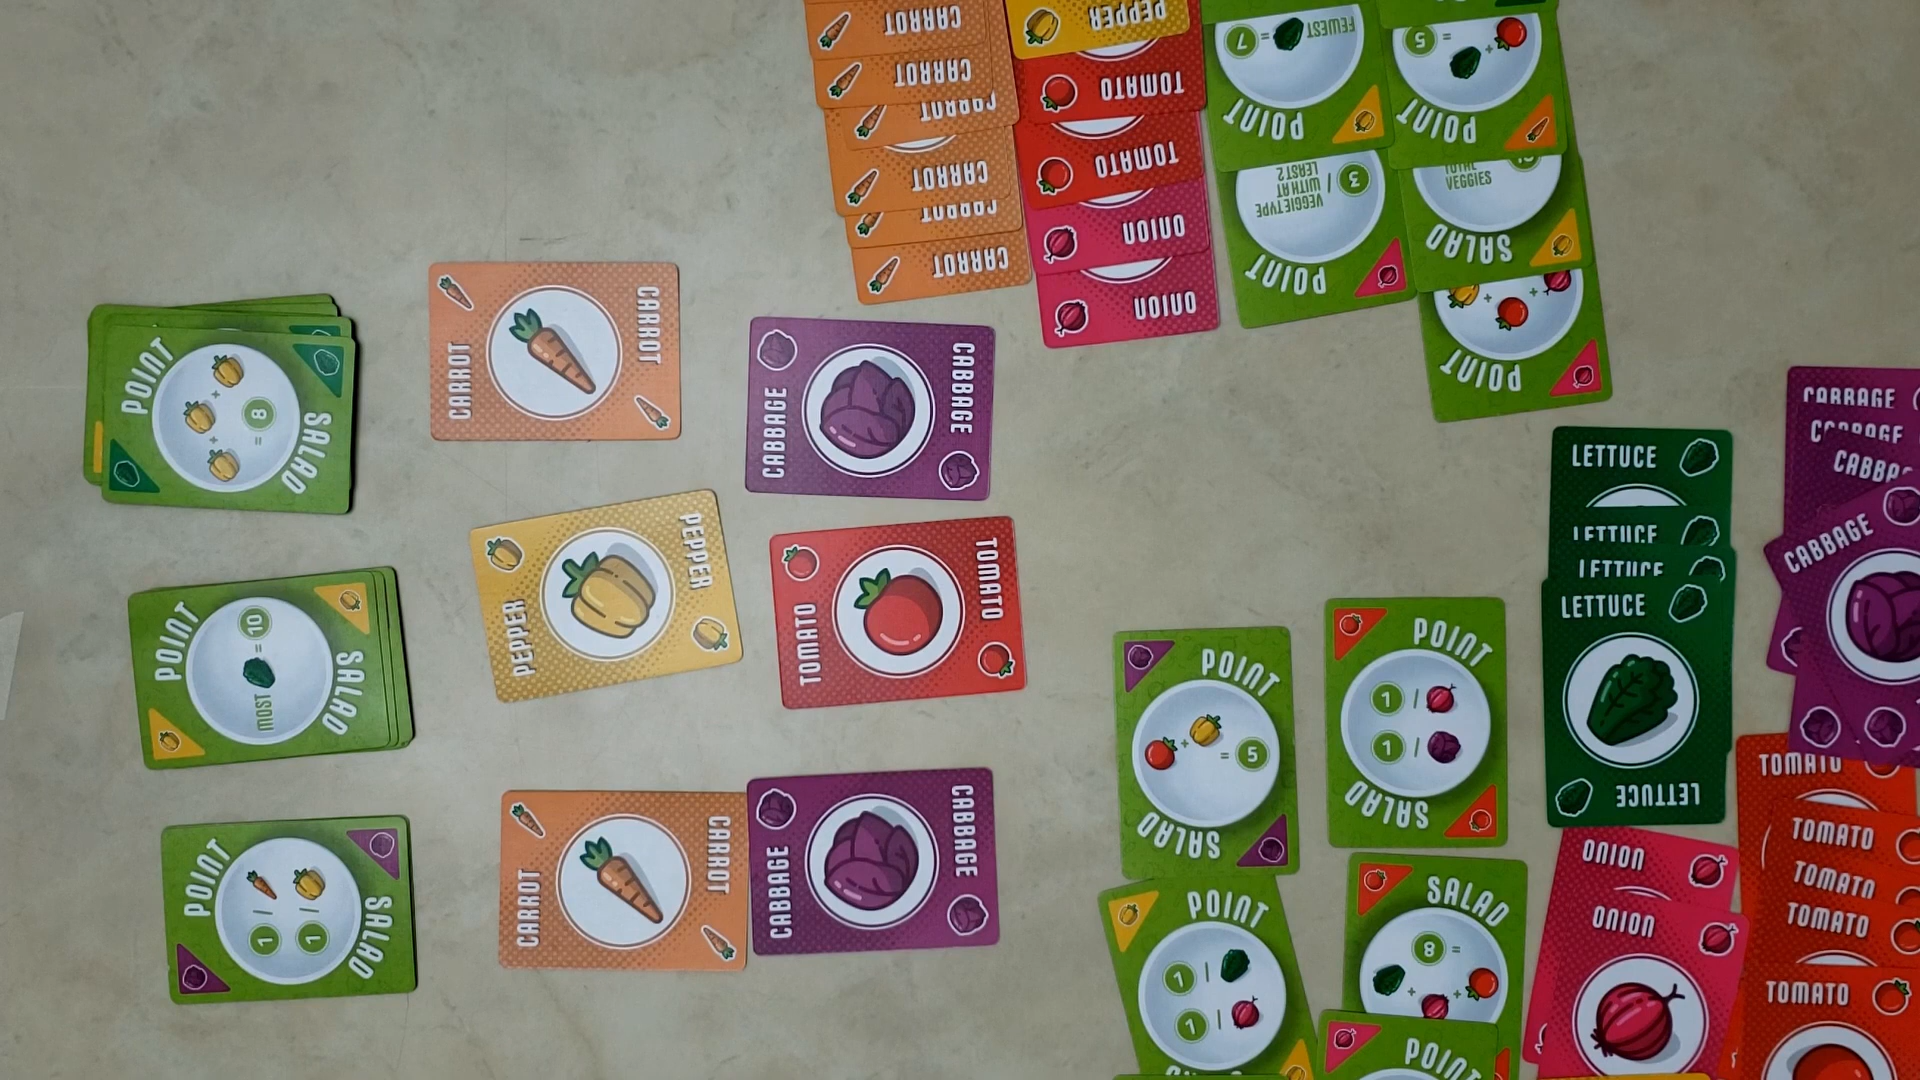 POINT
SALAD
= 8
POINT
SALAD
MOST = 10
POINT
SALAD
1 /
1 /
CARROT
CARROT
PEPPER
PEPPER
CARROT
CARROT
CABBAGE
CABBAGE
TOMATO
TOMATO
CABBAGE
CABBAGE
CARROT
CARROT
CARROT
CARROT
CARROT
CARROT
PEPPER
TOMATO
TOMATO
ONION
ONION
POINT
FEWEST = 7
POINT
3 / VEGGIE TYPE
WITH AT
LEAST 2
POINT
+ = 5
SALAD
TOTAL
VEGGIES
POINT
+ +
POINT
+ = 5
SALAD
POINT
1 /
1 /
SALAD
POINT
1 /
1 /
SALAD
8 =
+ +
POINT
LETTUCE
LETTUCE
LETTUCE
LETTUCE
LETTUCE
ONION
ONION
CABBAGE
CABBAGE
CABBA
CABBAGE
TOMATO
TOMATO
TOMATO
TOMATO
TOMATO